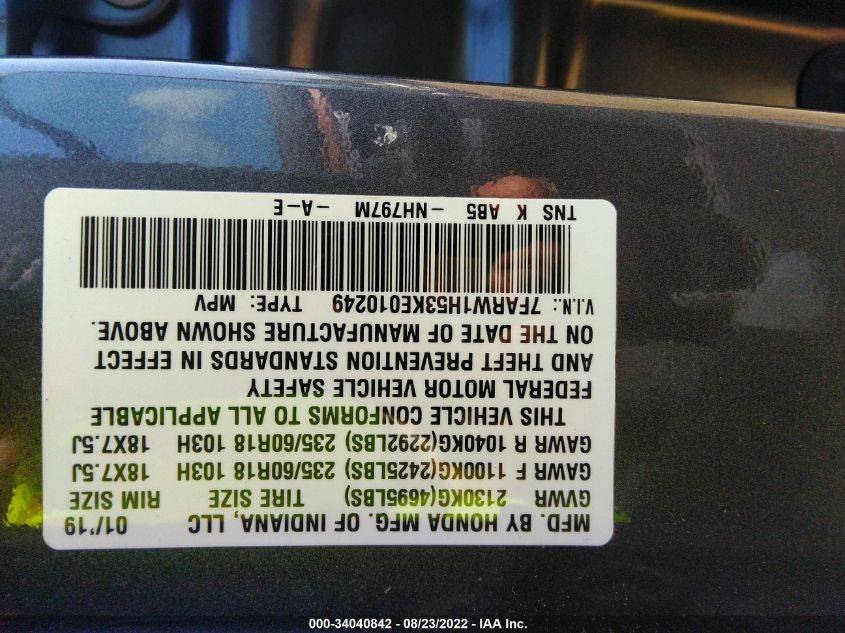 MFD. BY HONDA MFG. OF INDIANA, LLC 01/'19
GVWR 2130KG(4695LBS) TIRE SIZE RIM SIZE
GAWR F 1100KG(2425LBS) 235/60R18 103H 18X7.5J
GAWR R 1040KG(2292LBS) 235/60R18 103H 18X7.5J
THIS VEHICLE CONFORMS TO ALL APPLICABLE
FEDERAL MOTOR VEHICLE SAFETY
AND THEFT PREVENTION STANDARDS IN EFFECT
ON THE DATE OF MANUFACTURE SHOWN ABOVE.
V.I.N.: 7FARW1H53KE010249 TYPE: MPV
TNS K AB5 -NH797M -A-E
000-34040842 - 08/23/2022 - IAA Inc.